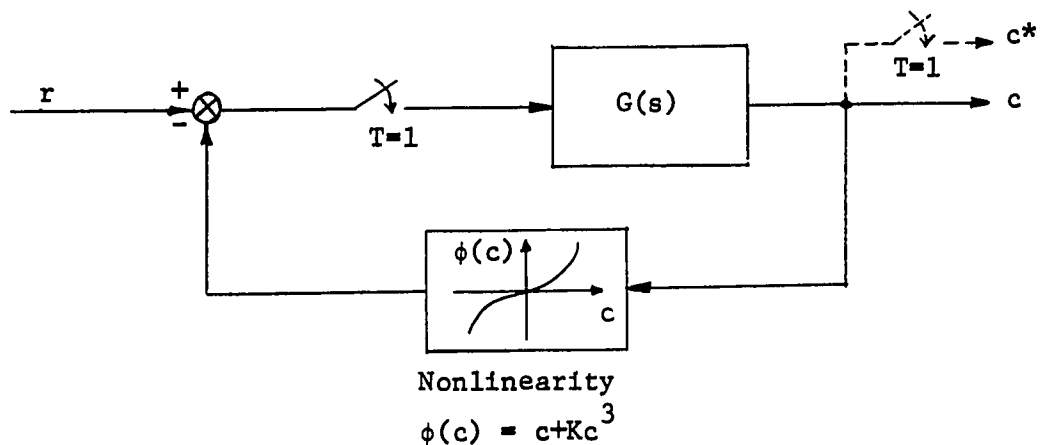 c*
T=1
r
+
-
T=1
G(s)
c
φ(c)
c
Nonlinearity
φ(c) = c+Kc³